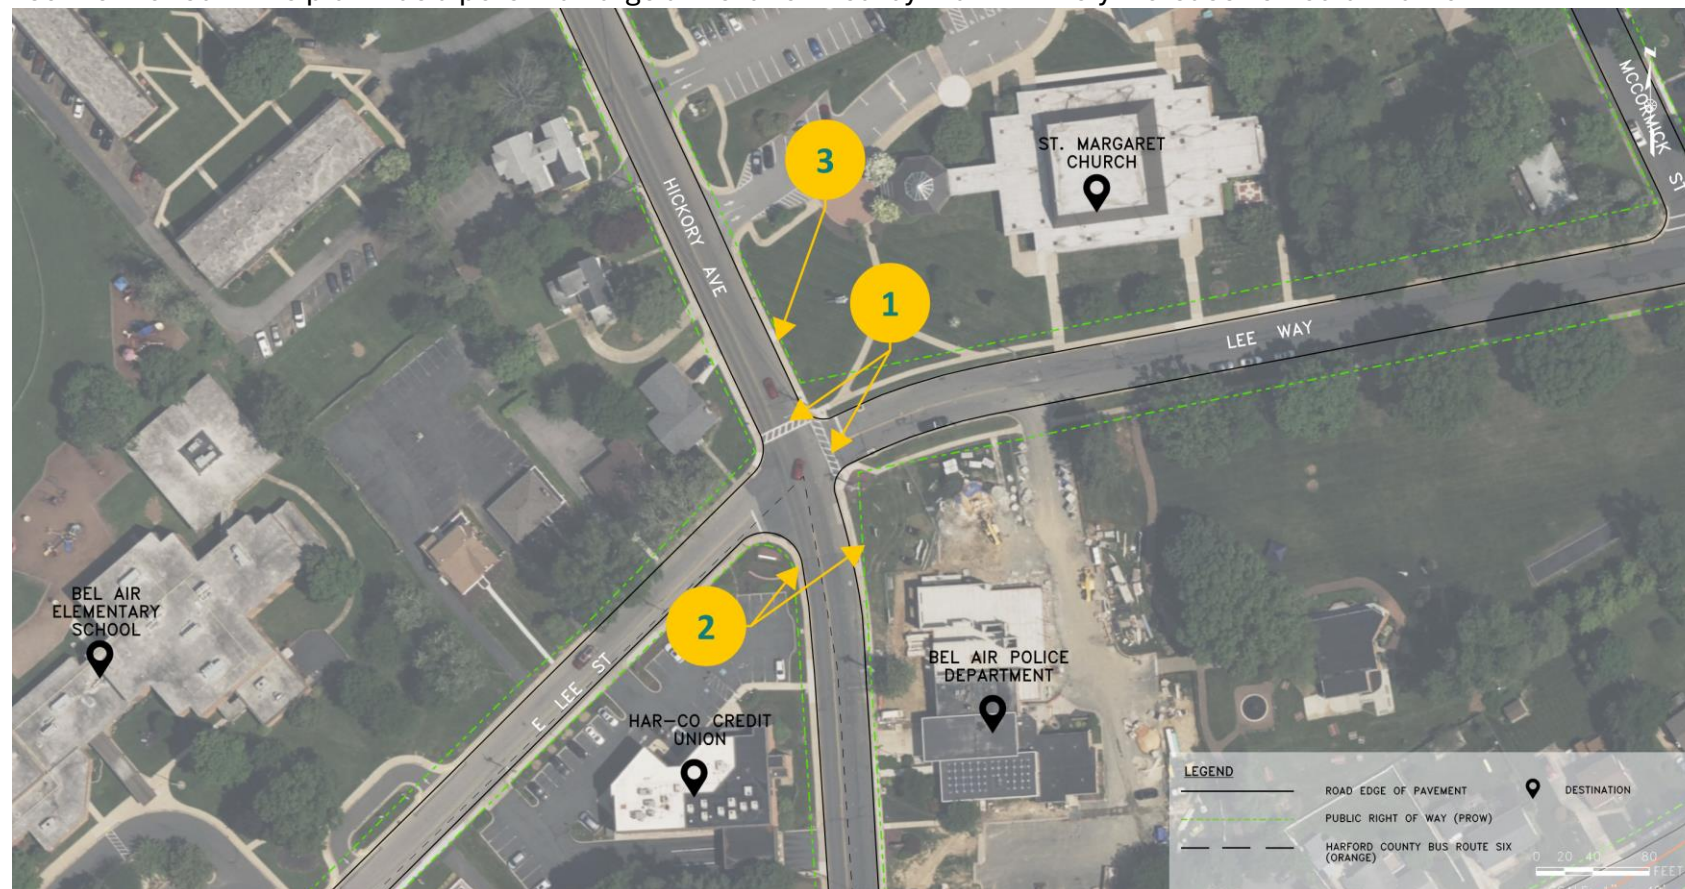 3
ST. MARGARET
CHURCH
MCCORMICK ST
HICKORY AVE
1
LEE WAY
BEL AIR
ELEMENTARY
SCHOOL
2
BEL AIR POLICE
DEPARTMENT
E LEE ST
HAR-CO CREDIT
UNION
LEGEND
ROAD EDGE OF PAVEMENT
DESTINATION
PUBLIC RIGHT OF WAY (PROW)
HARFORD COUNTY BUS ROUTE SIX
(ORANGE)
0 20 40 80
FEET